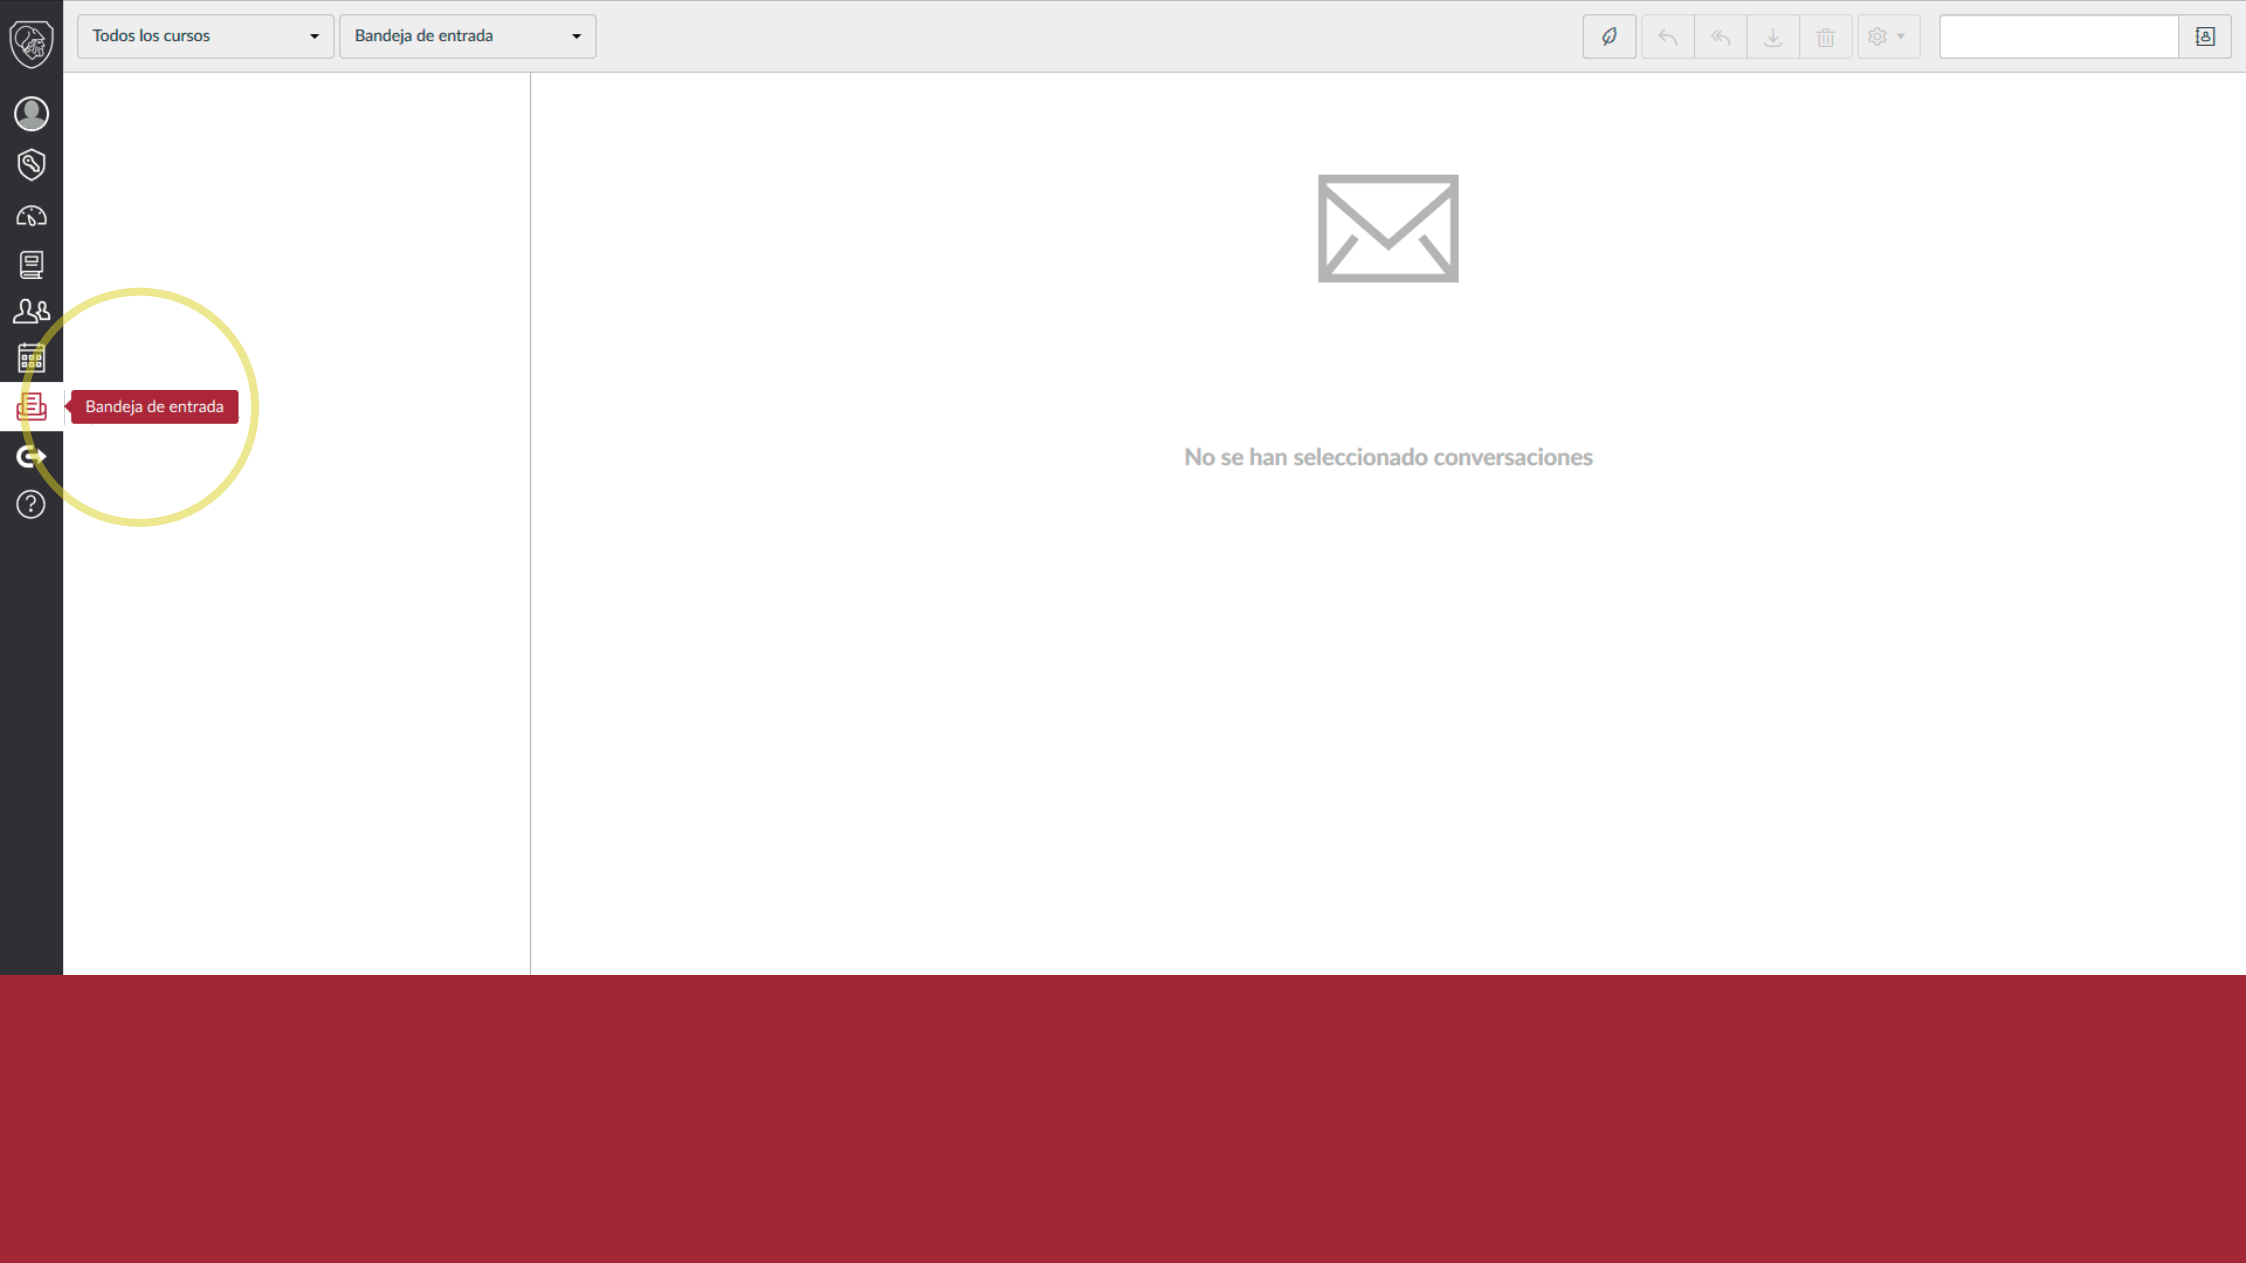 Todos los cursos
Bandeja de entrada
Bandeja de entrada
No se han seleccionado conversaciones